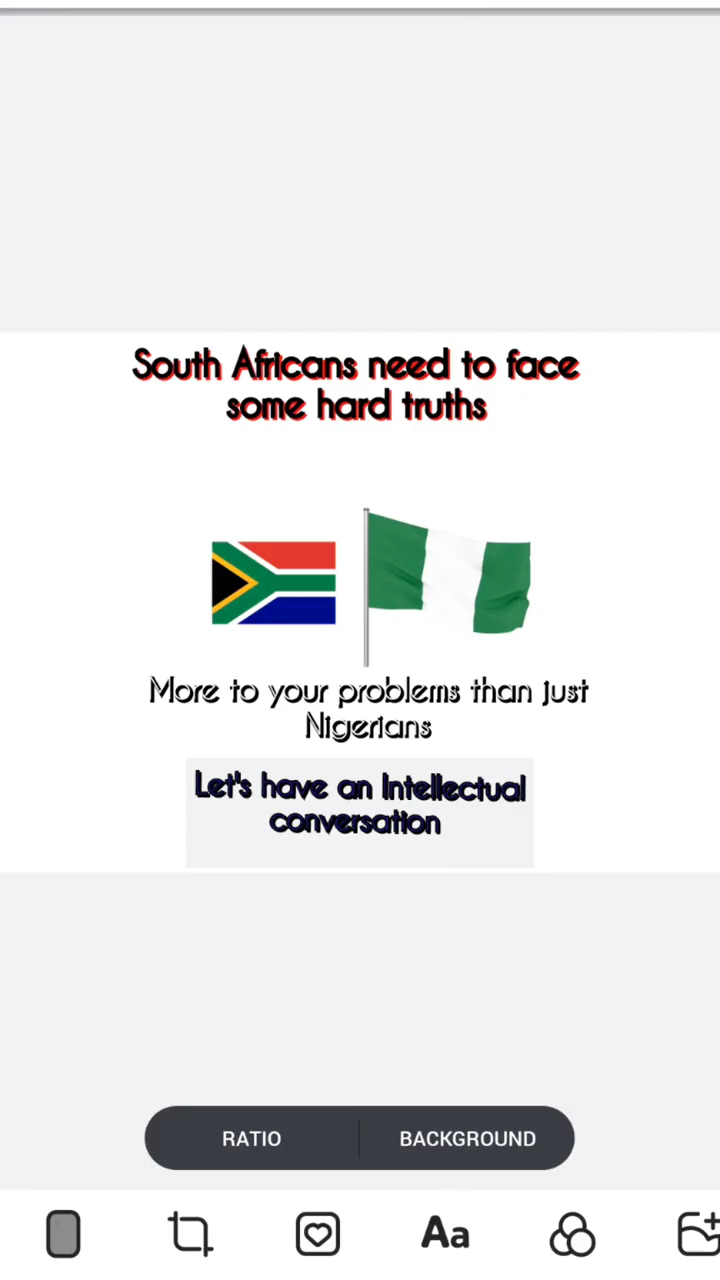 South Africans need to face
some hard truths
More to your problems than just
Nigerians
Let's have an Intellectual
conversation
RATIO
BACKGROUND
Aa